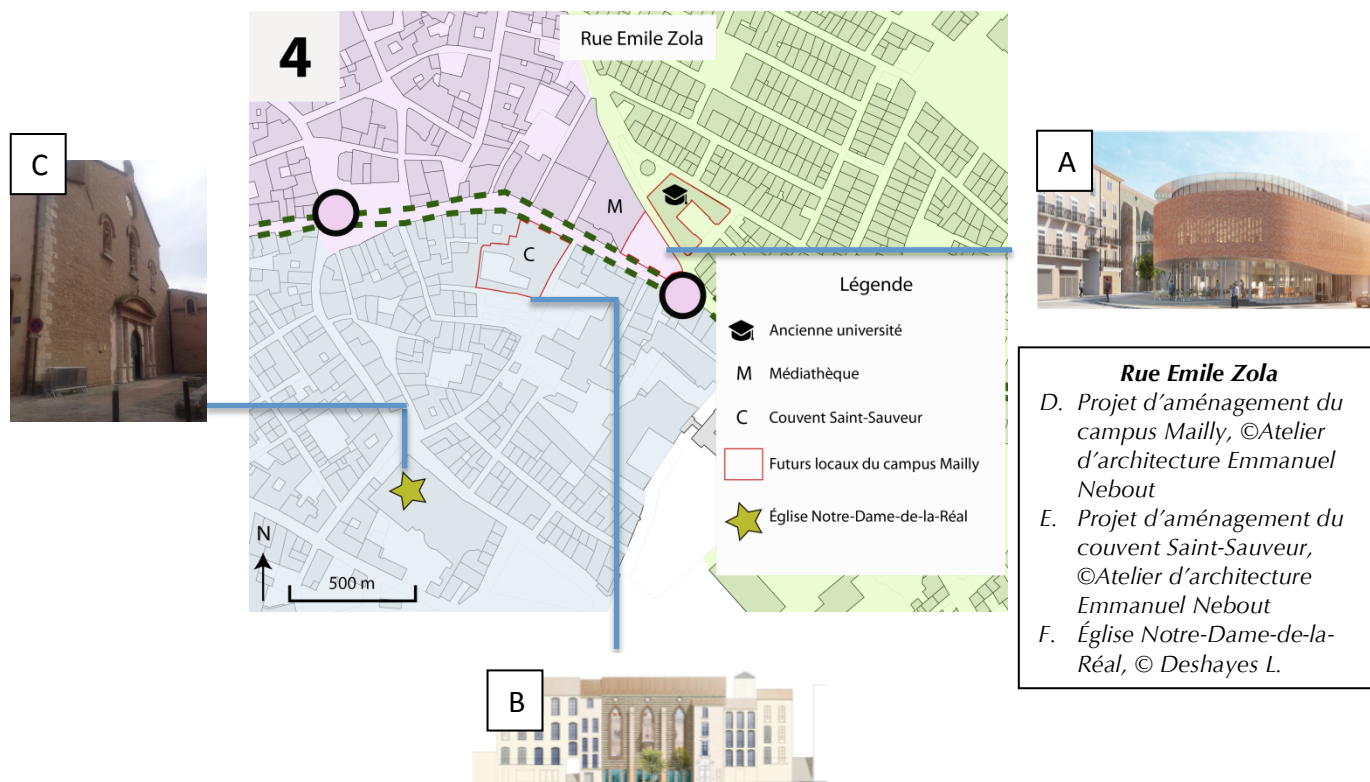 4
Rue Emile Zola
C
A
M
C
Légende
Ancienne université
M Médiathèque
C Couvent Saint-Sauveur
Futurs locaux du campus Mailly
Église Notre-Dame-de-la-Réal
N
500 m
Rue Emile Zola
D. Projet d’aménagement du
campus Mailly, ©Atelier
d’architecture Emmanuel
Nebout
E. Projet d’aménagement du
couvent Saint-Sauveur,
©Atelier d’architecture
Emmanuel Nebout
F. Église Notre-Dame-de-la-
Réal, © Deshayes L.
B